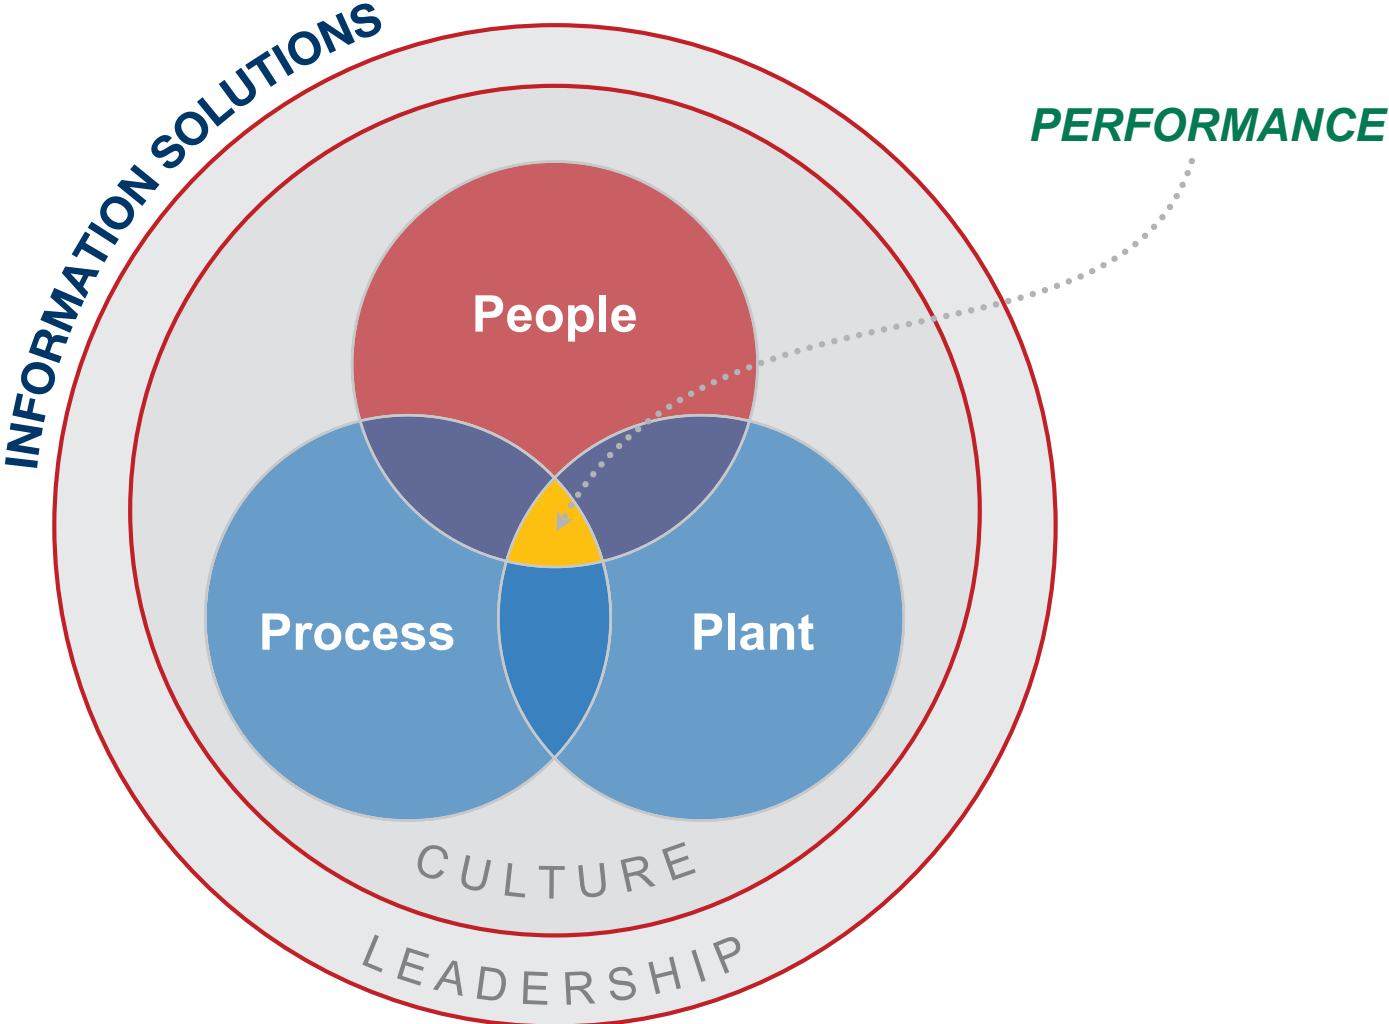 INFORMATION SOLUTIONS
PERFORMANCE
People
Process
Plant
CULTURE
LEADERSHIP